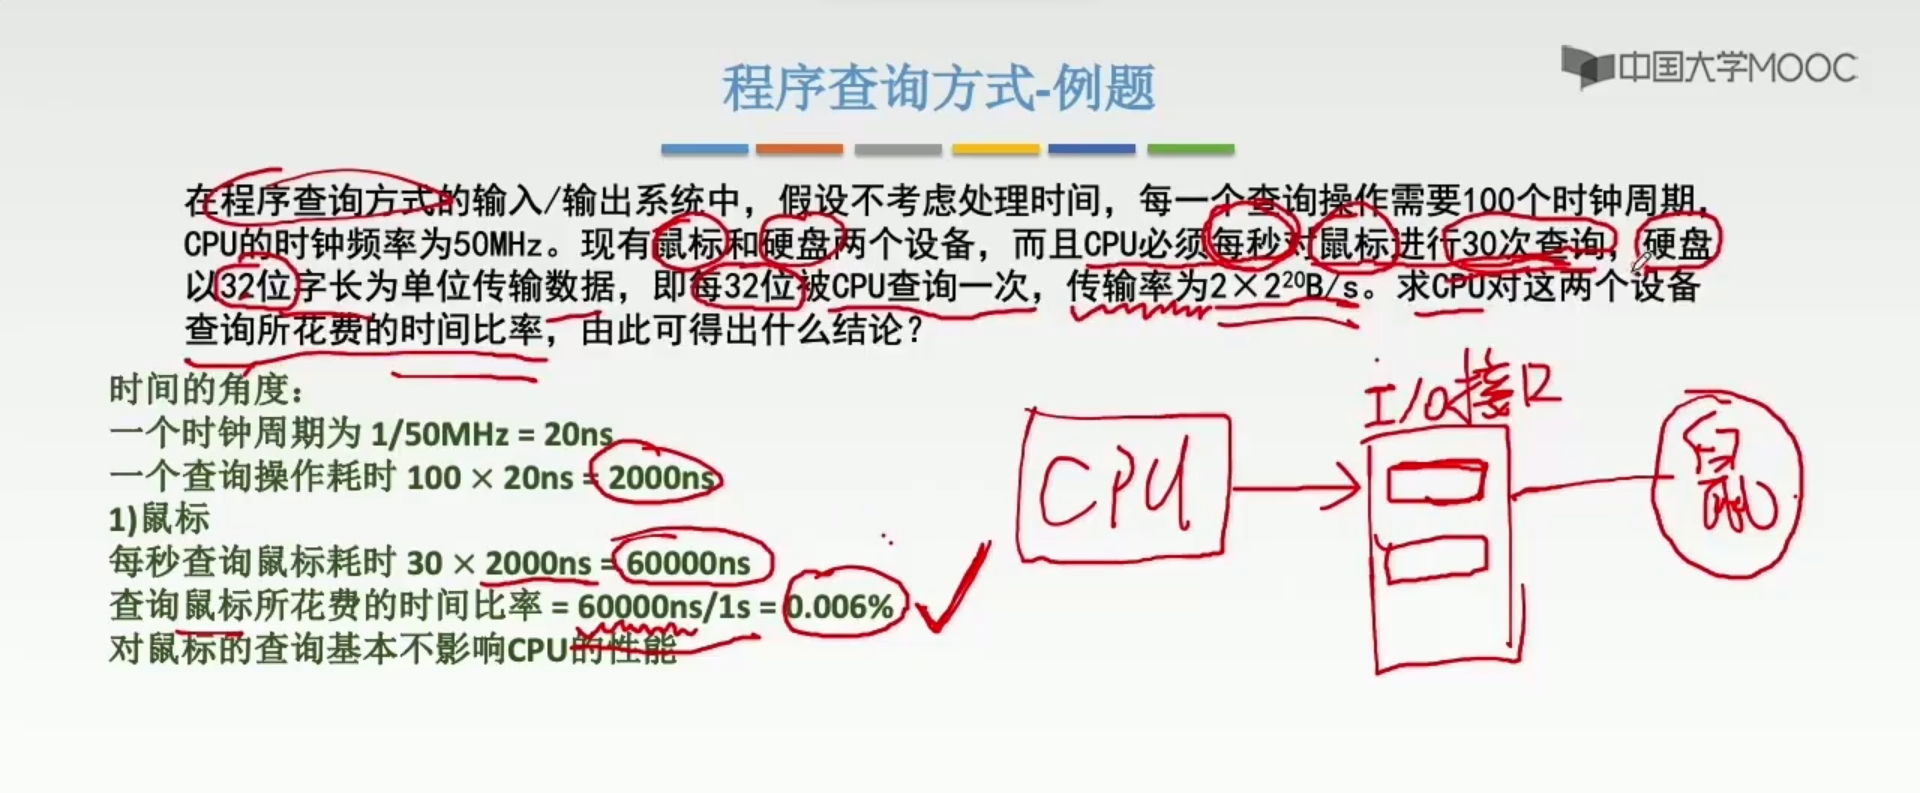 程序查询方式-例题
中国大学MOOC
在程序查询方式的输入/输出系统中，假设不考虑处理时间，每一个查询操作需要100个时钟周期，
CPU的时钟频率为50MHz。现有鼠标和硬盘两个设备，而且CPU必须每秒对鼠标进行30次查询，硬盘
以32位字长为单位传输数据，即每32位被CPU查询一次，传输率为2×2²⁰B/s。求CPU对这两个设备
查询所花费的时间比率，由此可得出什么结论？
时间的角度：
一个时钟周期为 1/50MHz = 20ns
一个查询操作耗时 100 × 20ns = 2000ns
1)鼠标
每秒查询鼠标耗时 30 × 2000ns = 60000ns
查询鼠标所花费的时间比率 = 60000ns/1s = 0.006%
对鼠标的查询基本不影响CPU的性能
I/O接口
CPU
鼠